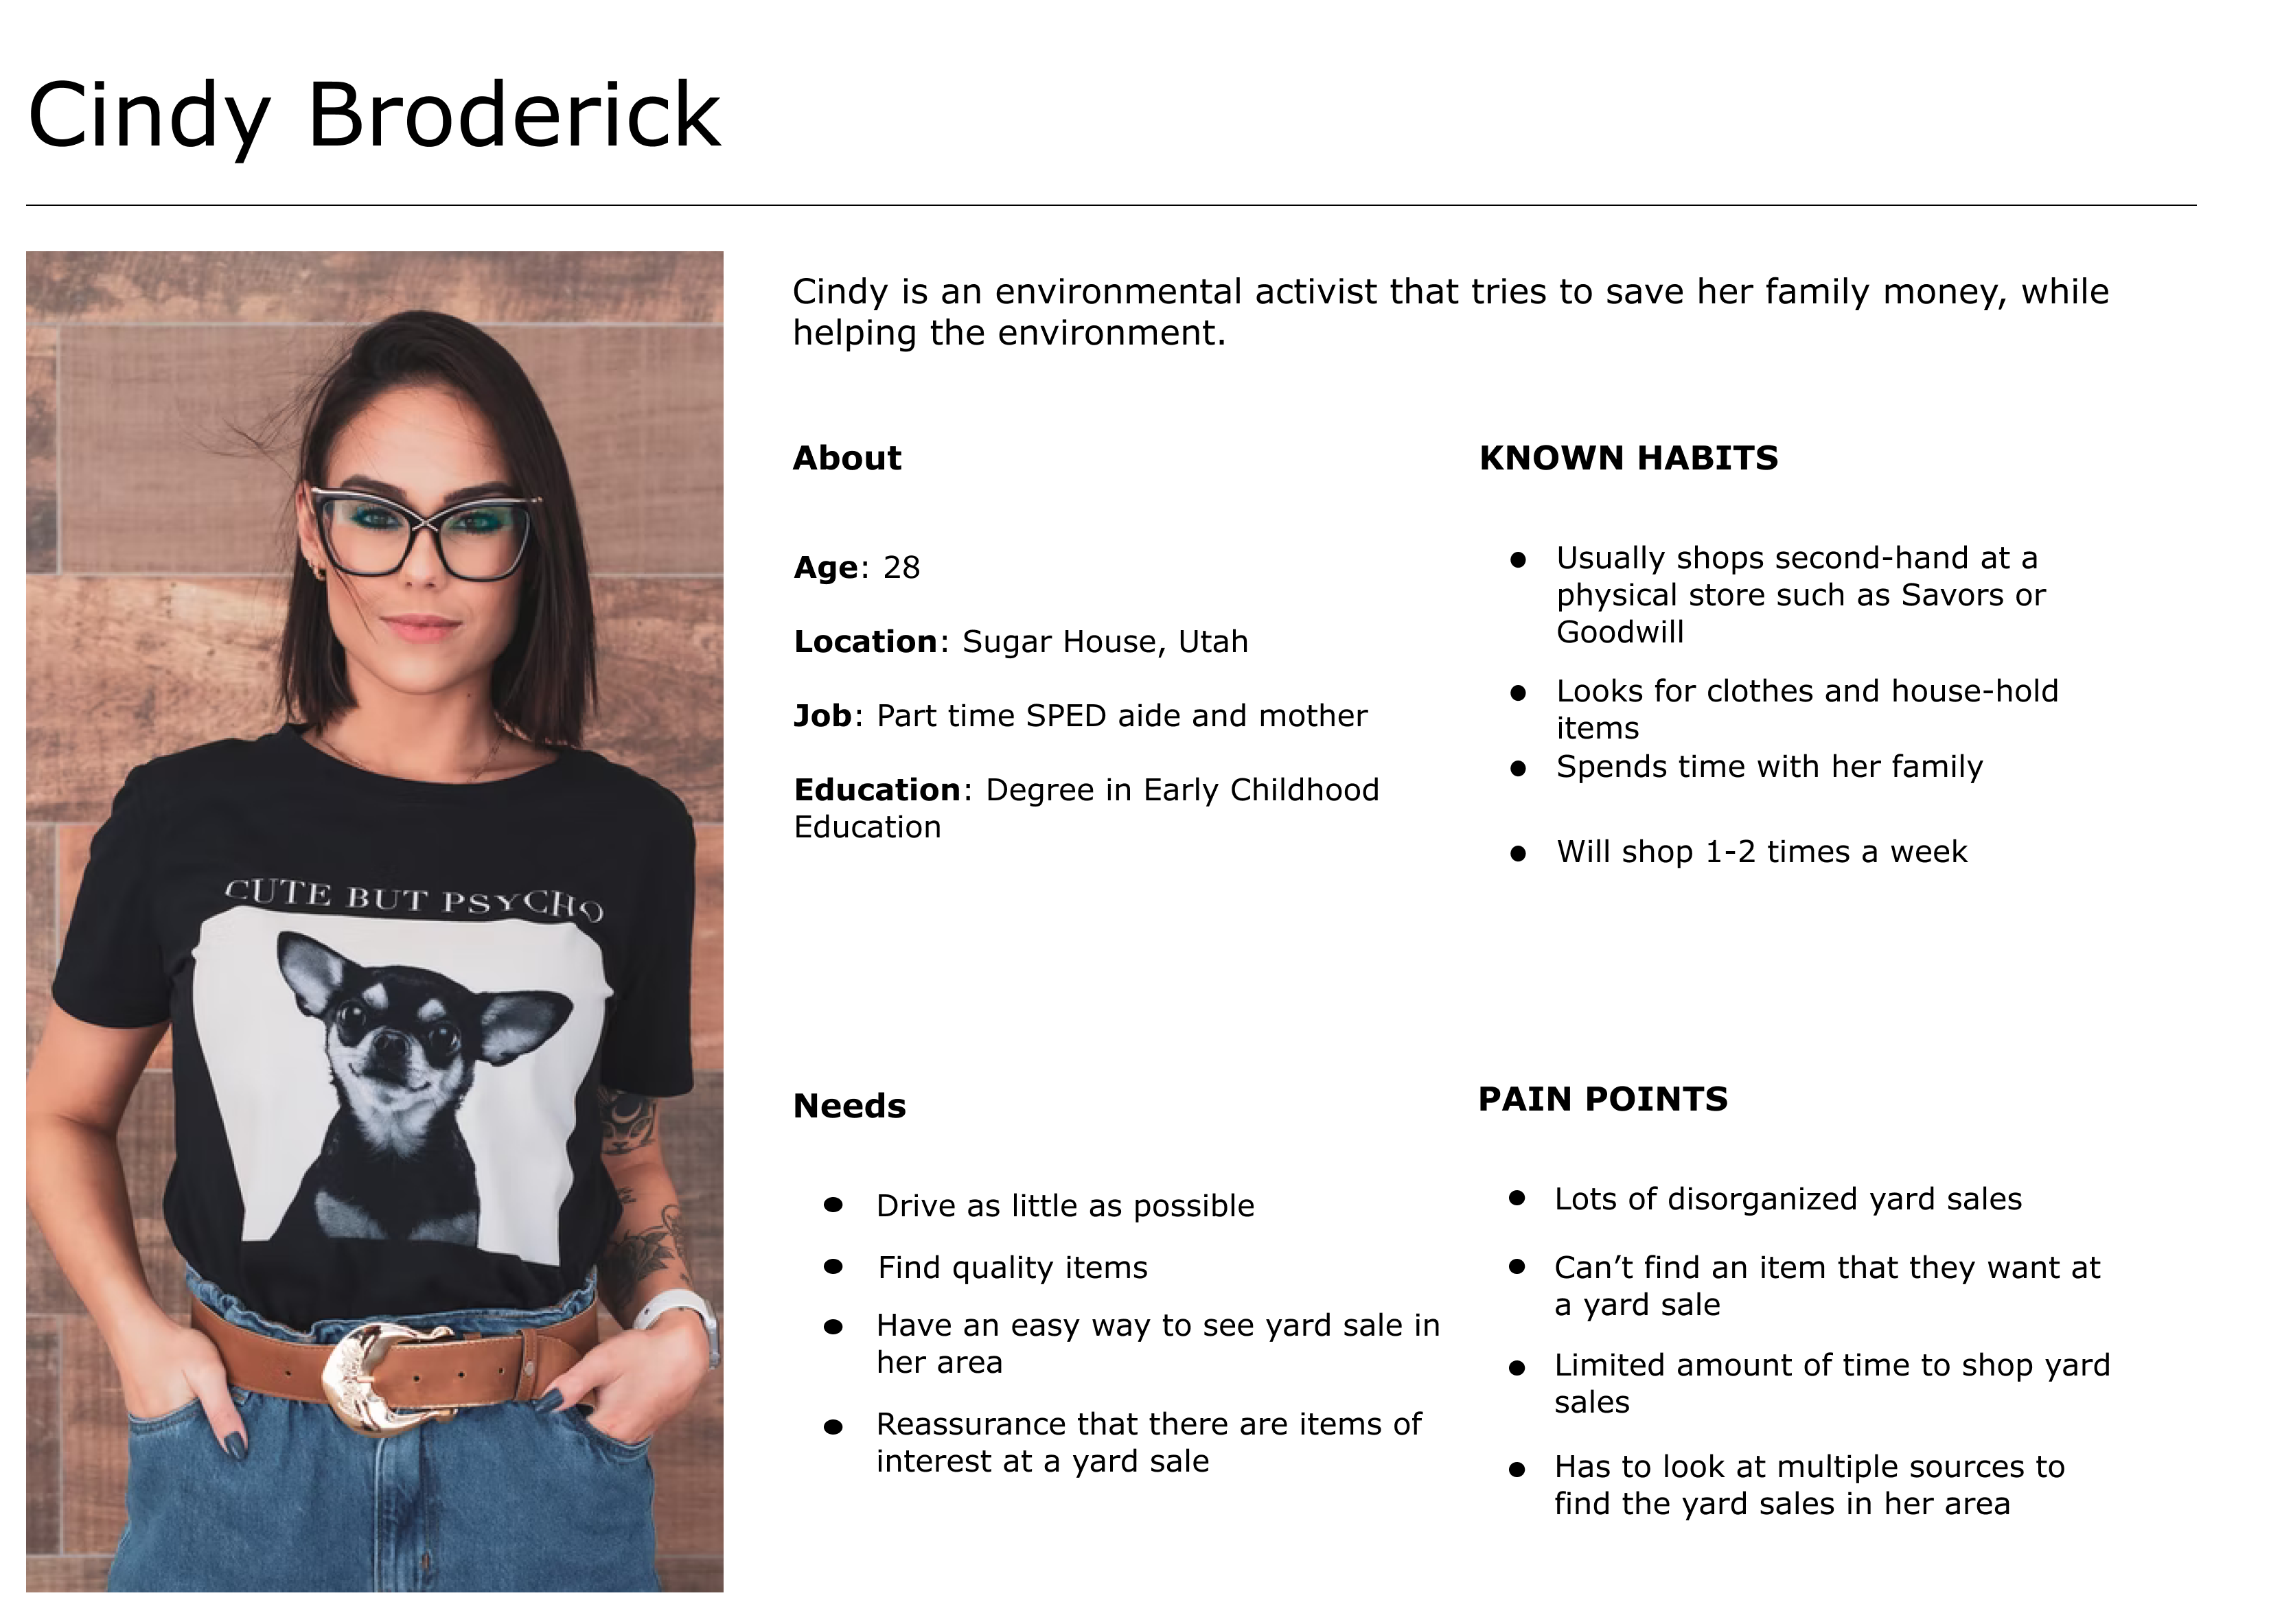 Cindy Broderick
Cindy is an environmental activist that tries to save her family money, while
helping the environment.
About
Age: 28
Location: Sugar House, Utah
Job: Part time SPED aide and mother
Education: Degree in Early Childhood
Education
KNOWN HABITS
● Usually shops second-hand at a
physical store such as Savors or
Goodwill
● Looks for clothes and house-hold
items
● Spends time with her family
● Will shop 1-2 times a week
CUTE BUT PSYCHO
Needs
● Drive as little as possible
● Find quality items
● Have an easy way to see yard sale in
her area
● Reassurance that there are items of
interest at a yard sale
PAIN POINTS
● Lots of disorganized yard sales
● Can’t find an item that they want at
a yard sale
● Limited amount of time to shop yard
sales
● Has to look at multiple sources to
find the yard sales in her area